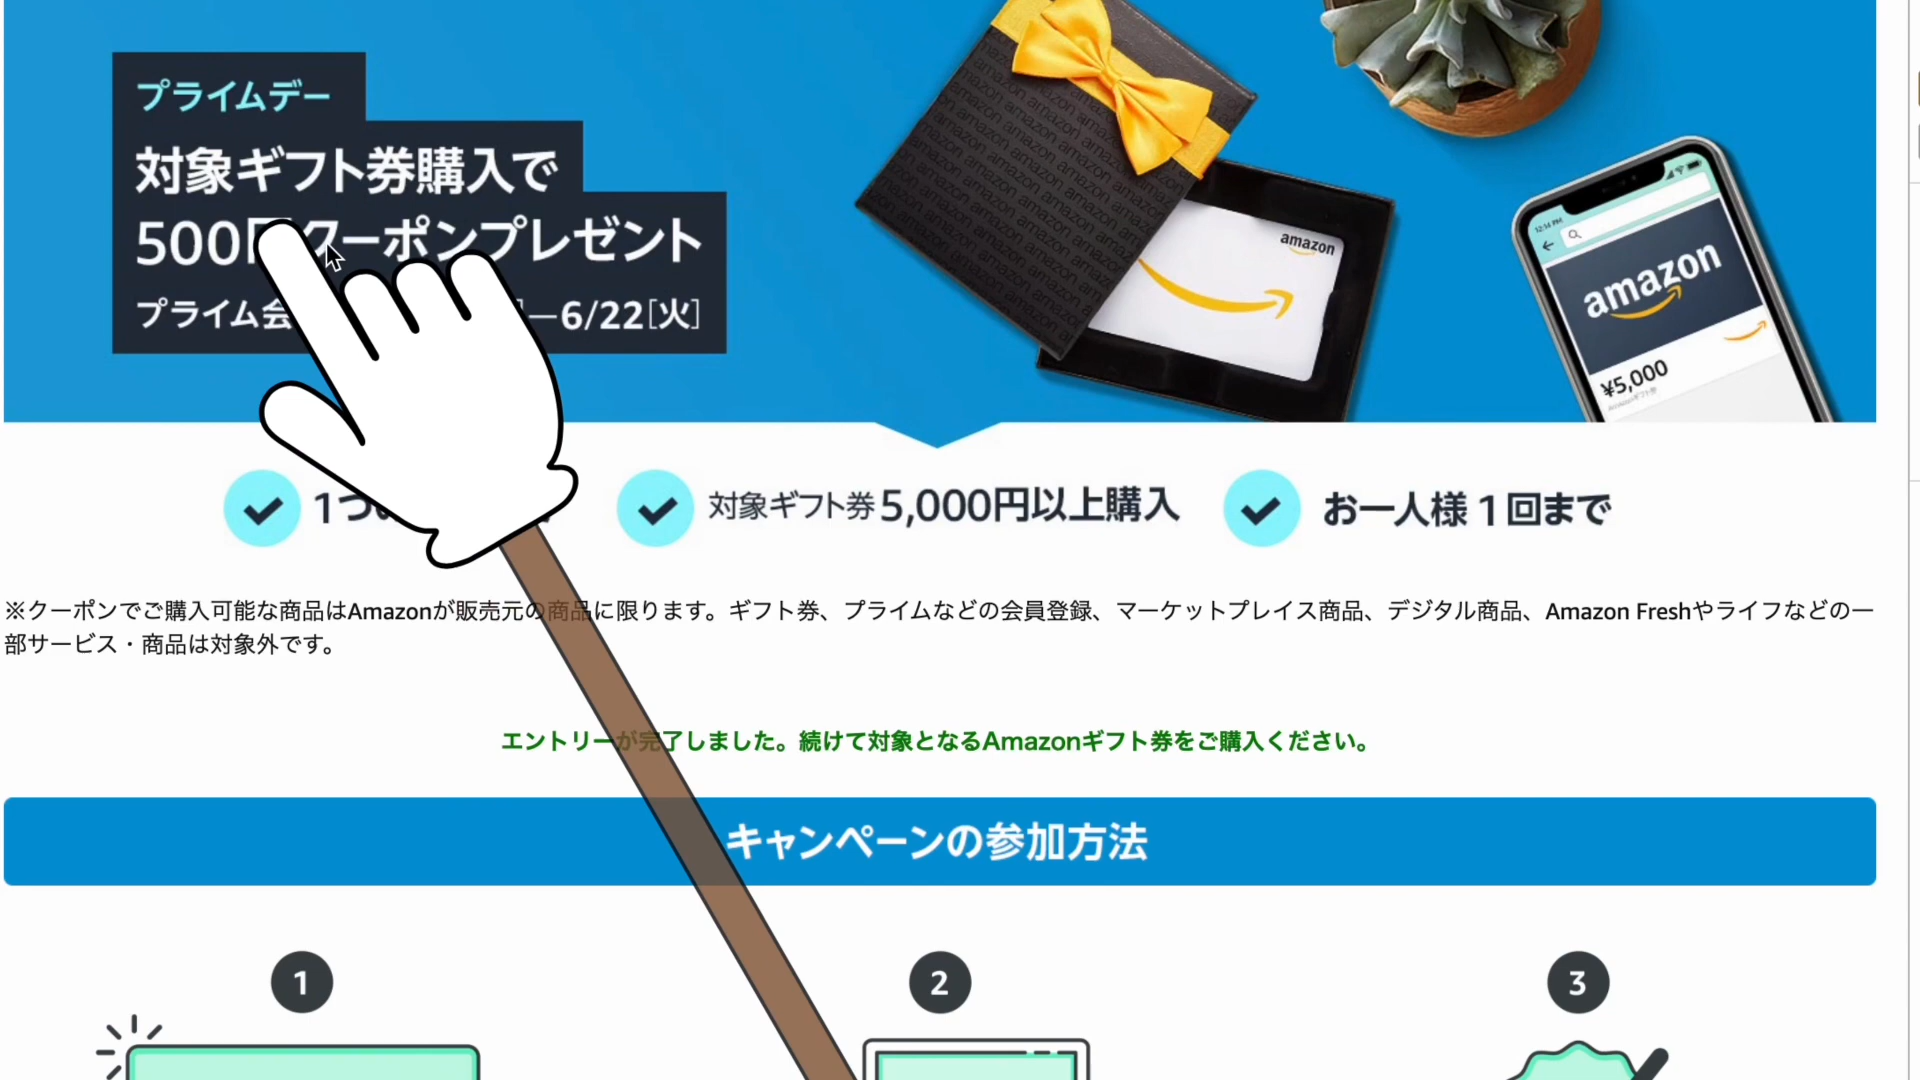 プライムデー
対象ギフト券購入で
500 クーポンプレゼント
プライム会 —6/22[火]
amazon
12:14 PM
amazon
¥5,000
1つ
対象ギフト券5,000円以上購入
お一人様1回まで
※クーポンでご購入可能な商品はAmazonが販売元の商品に限ります。ギフト券、プライムなどの会員登録、マーケットプレイス商品、デジタル商品、Amazon Freshやライフなどの一
部サービス・商品は対象外です。
エントリーが完了しました。続けて対象となるAmazonギフト券をご購入ください。
キャンペーンの参加方法
1
2
3